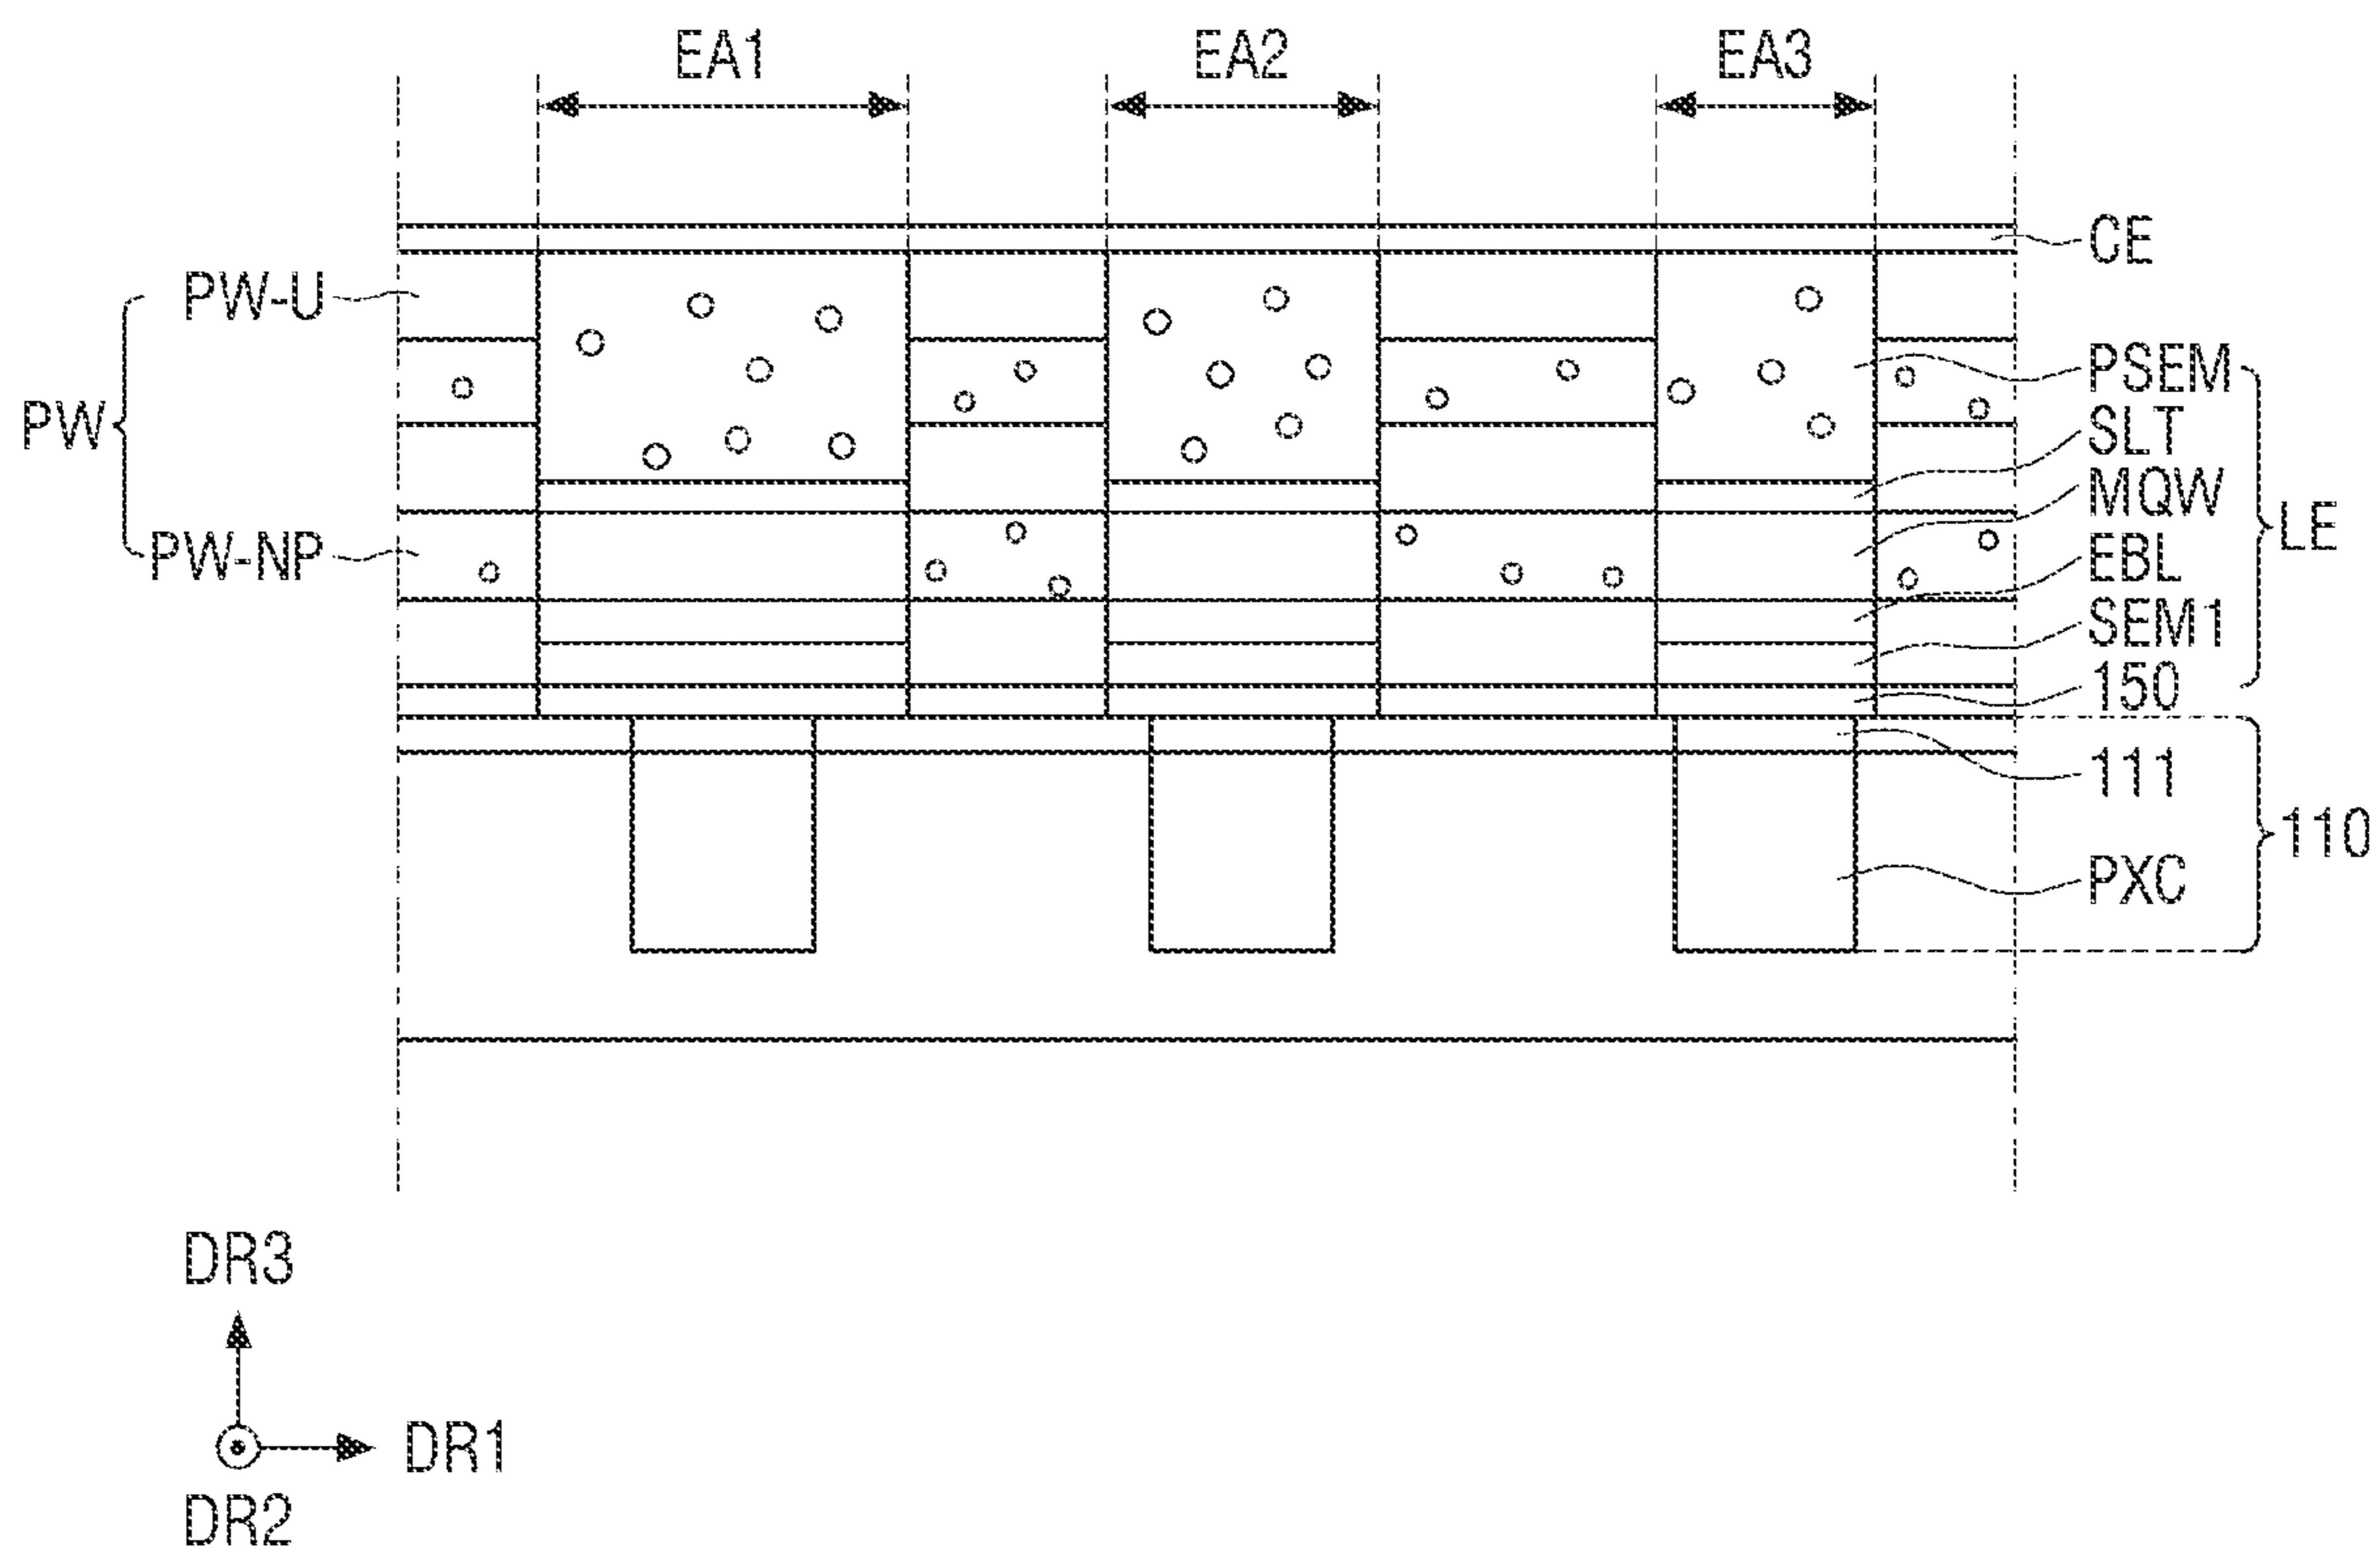 EA1 EA2 EA3
CE
PW-U
PSEM
PW
SLT
MQW
LE
PW-NP
EBL
SEM1
150
111
110
PXC
DR3
DR1
DR2